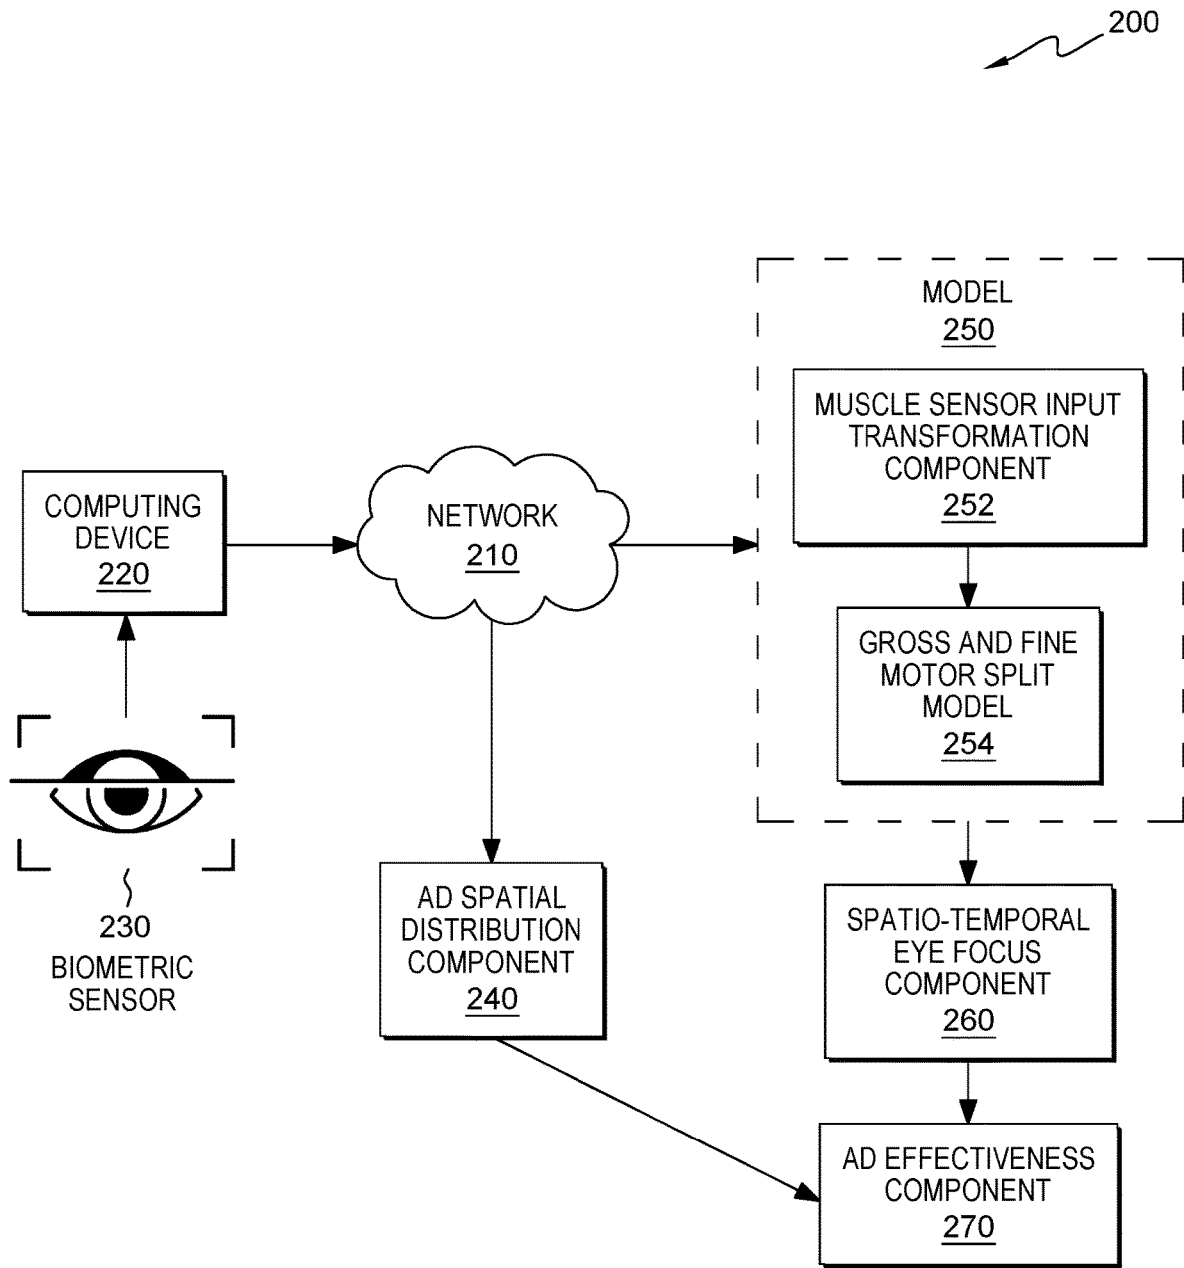 200
MODEL
250
MUSCLE SENSOR INPUT
TRANSFORMATION
COMPONENT
252
COMPUTING
DEVICE
220
NETWORK
210
GROSS AND FINE
MOTOR SPLIT
MODEL
254
230
BIOMETRIC
SENSOR
AD SPATIAL
DISTRIBUTION
COMPONENT
240
SPATIO-TEMPORAL
EYE FOCUS
COMPONENT
260
AD EFFECTIVENESS
COMPONENT
270